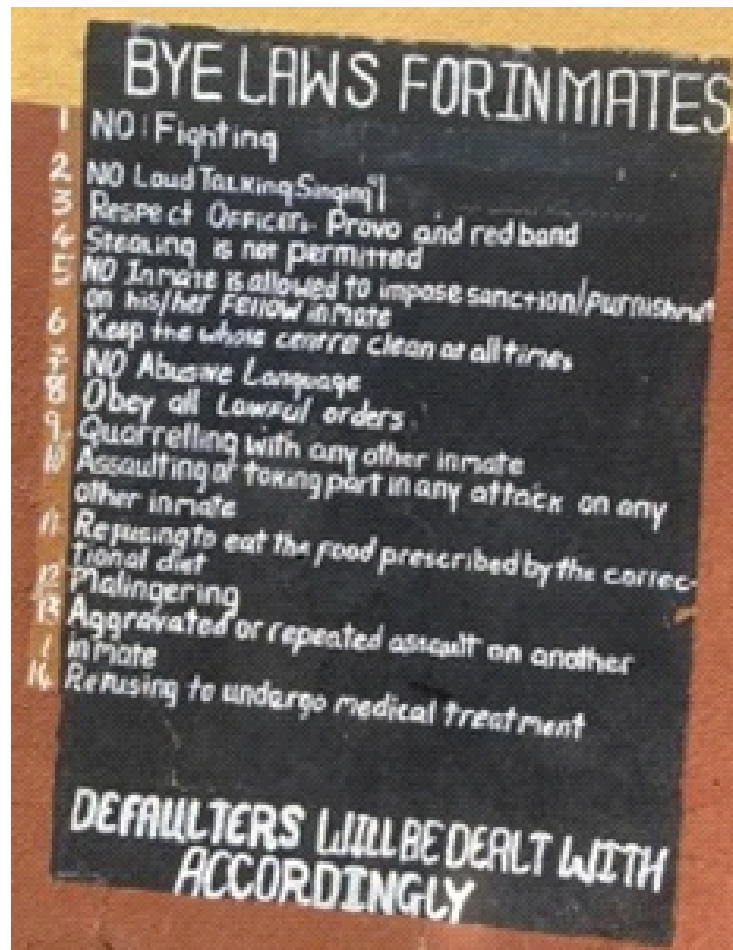 BYE LAWS FOR INMATES
1 NO Fighting
2 NO Loud Talking Singing
3 Respect Officers Provo and red band
4 Stealing is not permitted
5 NO Inmate is allowed to impose sanction/purnishmt
on his/her Fellow inmate
6 Keep the whole centre clean at all times
7 NO Abusive Language
8 Obey all Lawful orders
9 Quarrelling with any other inmate
10 Assaulting or taking part in any attack on any
other inmate
11 Refusing to eat the food prescribed by the correc-
tional diet
12 Malingering
13 Aggravated or repeated assault on another
inmate
14 Refusing to undergo medical treatment
DEFAULTERS WILL BE DEALT WITH
ACCORDINGLY